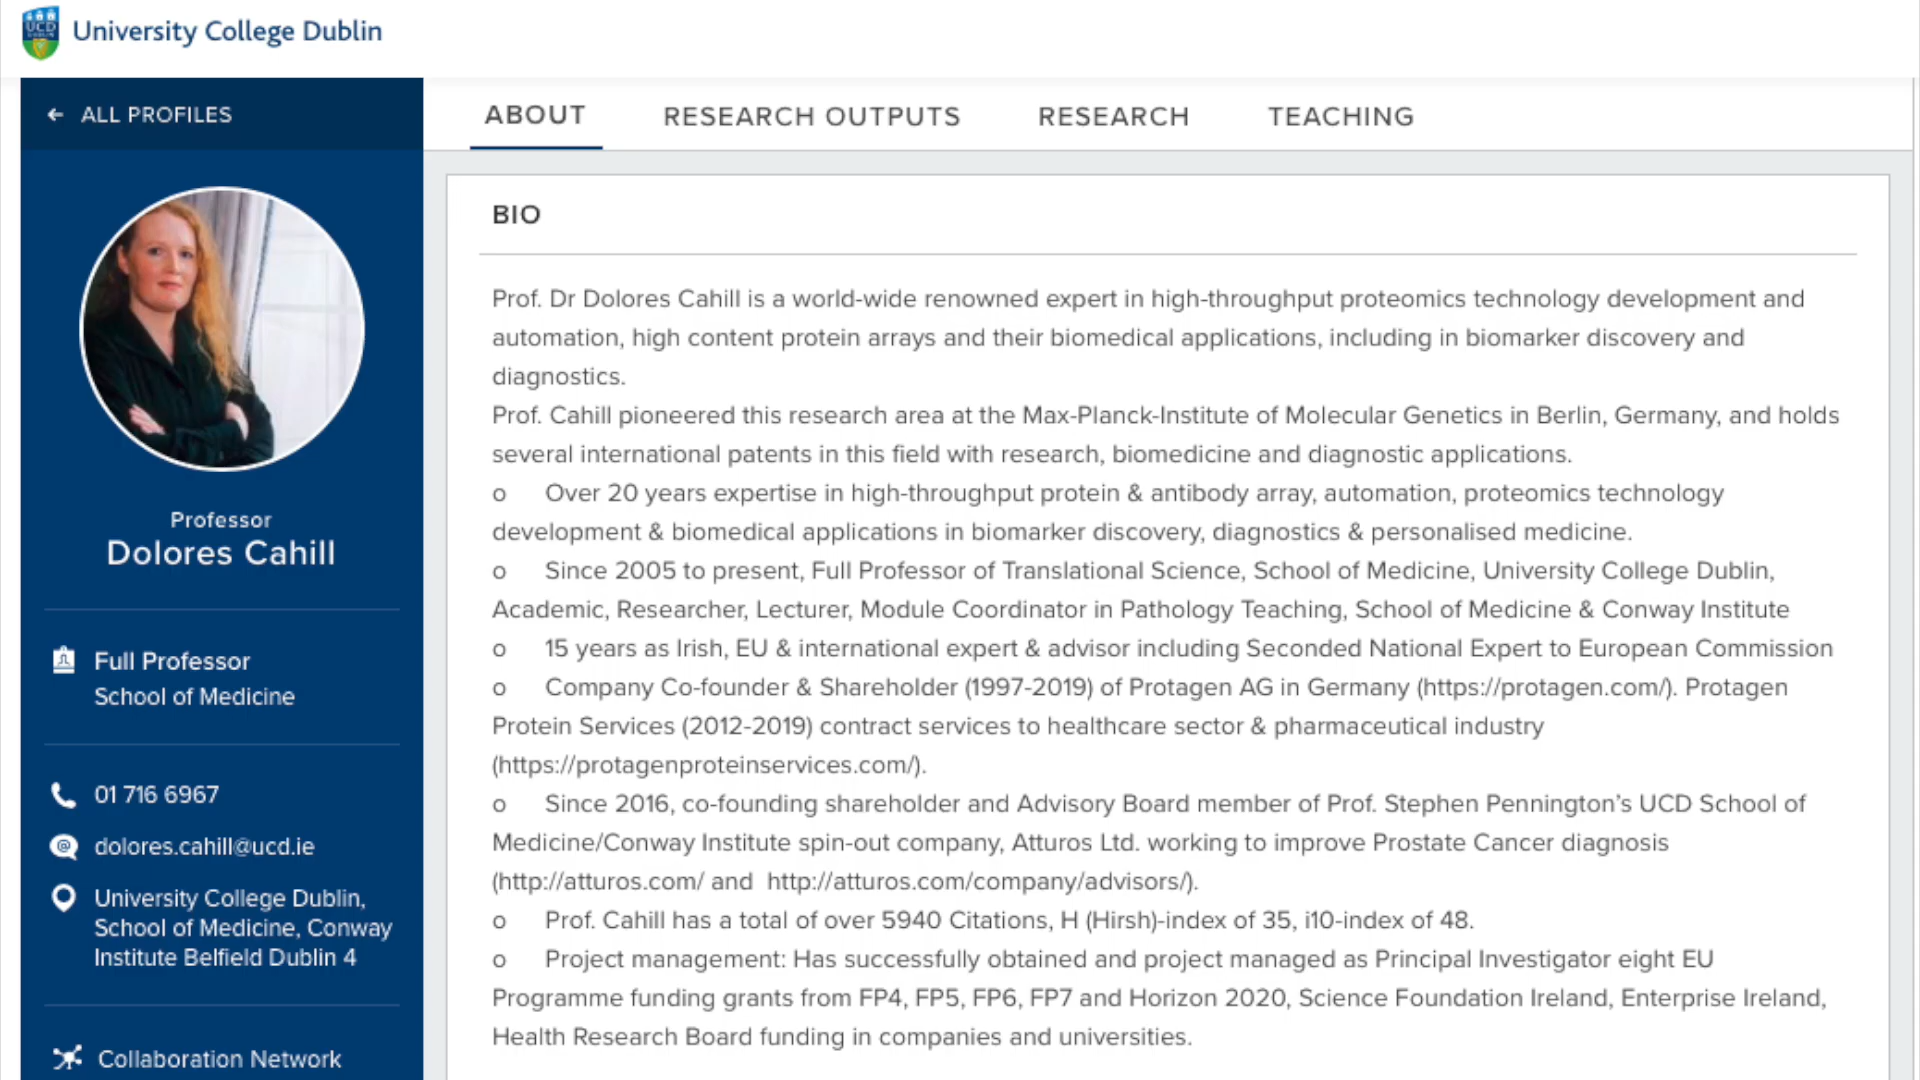 UCD
DUBLIN
University College Dublin
ALL PROFILES
ABOUT
RESEARCH OUTPUTS
RESEARCH
TEACHING
Professor
Dolores Cahill
Full Professor
School of Medicine
01 716 6967
dolores.cahill@ucd.ie
University College Dublin,
School of Medicine, Conway
Institute Belfield Dublin 4
Collaboration Network
BIO
Prof. Dr Dolores Cahill is a world-wide renowned expert in high-throughput proteomics technology development and
automation, high content protein arrays and their biomedical applications, including in biomarker discovery and
diagnostics.
Prof. Cahill pioneered this research area at the Max-Planck-Institute of Molecular Genetics in Berlin, Germany, and holds
several international patents in this field with research, biomedicine and diagnostic applications.
o Over 20 years expertise in high-throughput protein & antibody array, automation, proteomics technology
development & biomedical applications in biomarker discovery, diagnostics & personalised medicine.
o Since 2005 to present, Full Professor of Translational Science, School of Medicine, University College Dublin,
Academic, Researcher, Lecturer, Module Coordinator in Pathology Teaching, School of Medicine & Conway Institute
o 15 years as Irish, EU & international expert & advisor including Seconded National Expert to European Commission
o Company Co-founder & Shareholder (1997-2019) of Protagen AG in Germany (https://protagen.com/). Protagen
Protein Services (2012-2019) contract services to healthcare sector & pharmaceutical industry
(https://protagenproteinservices.com/).
o Since 2016, co-founding shareholder and Advisory Board member of Prof. Stephen Pennington’s UCD School of
Medicine/Conway Institute spin-out company, Atturos Ltd. working to improve Prostate Cancer diagnosis
(http://atturos.com/ and http://atturos.com/company/advisors/).
o Prof. Cahill has a total of over 5940 Citations, H (Hirsh)-index of 35, i10-index of 48.
o Project management: Has successfully obtained and project managed as Principal Investigator eight EU
Programme funding grants from FP4, FP5, FP6, FP7 and Horizon 2020, Science Foundation Ireland, Enterprise Ireland,
Health Research Board funding in companies and universities.